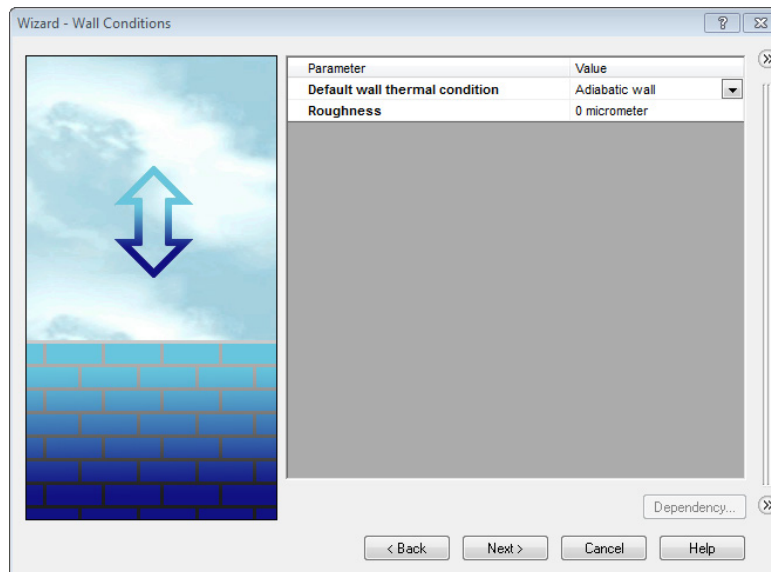 Wizard - Wall Conditions
Parameter Value
Default wall thermal condition Adiabatic wall
Roughness 0 micrometer
Dependency...
< Back Next > Cancel Help